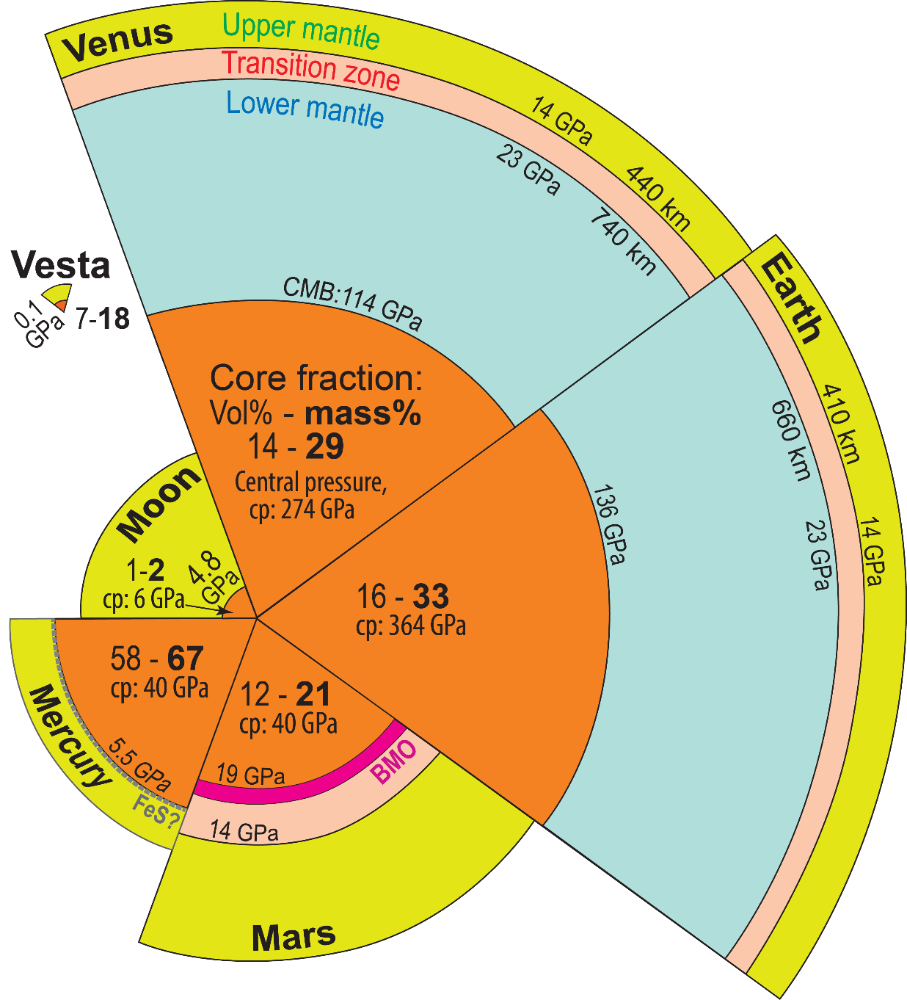 Venus
Upper mantle
Transition zone
Lower mantle
14 GPa
23 GPa
440 km
740 km
CMB:114 GPa
Core fraction:
Vol% - mass%
14 - 29
Central pressure,
cp: 274 GPa
Vesta
0.1
GPa
7-18
Earth
410 km
660 km
14 GPa
23 GPa
136 GPa
16 - 33
cp: 364 GPa
Moon
1-2
cp: 6 GPa
4.8
GPa
Mercury
58 - 67
cp: 40 GPa
5.5 GPa
FeS?
12 - 21
cp: 40 GPa
19 GPa
BMO
14 GPa
Mars